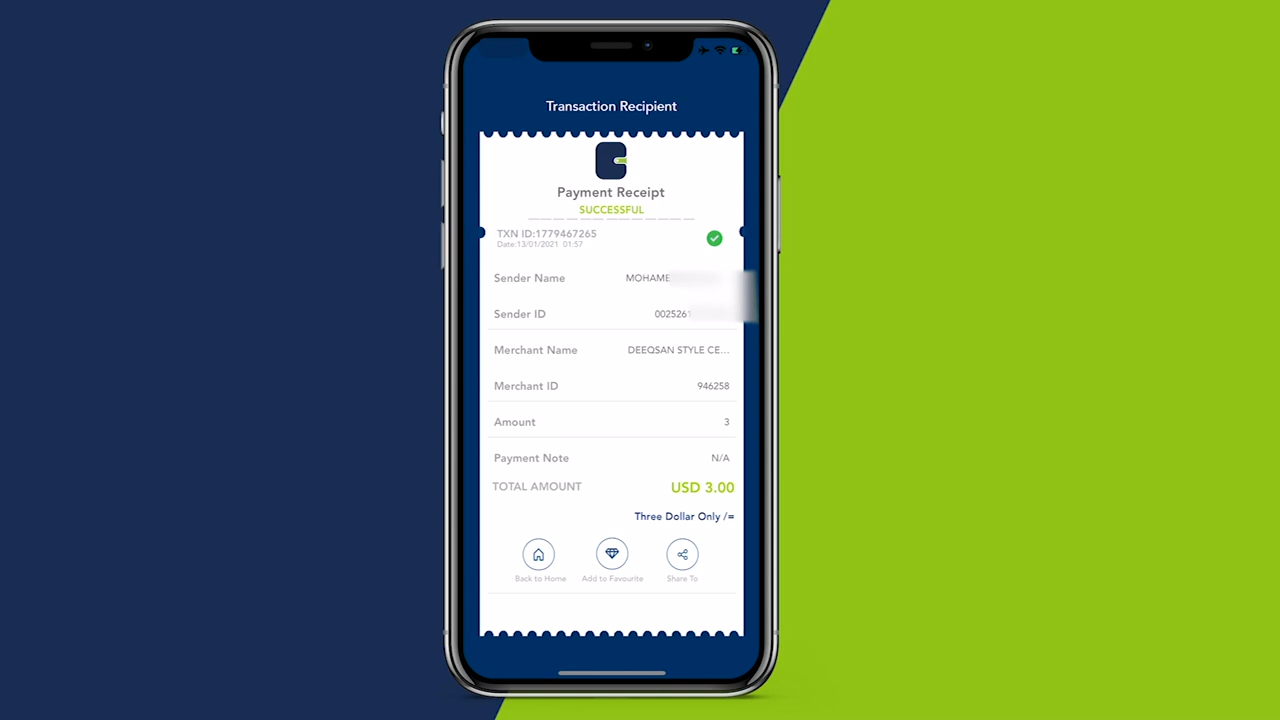 Transaction Recipient
Payment Receipt
SUCCESSFUL
TXN ID:1779467265
Date:13/01/2021 01:57
Sender Name MOHAME
Sender ID 0025261
Merchant Name DEEQSAN STYLE CE...
Merchant ID 946258
Amount 3
Payment Note N/A
TOTAL AMOUNT USD 3.00
Three Dollar Only /=
Back to Home Add to Favourite Share To